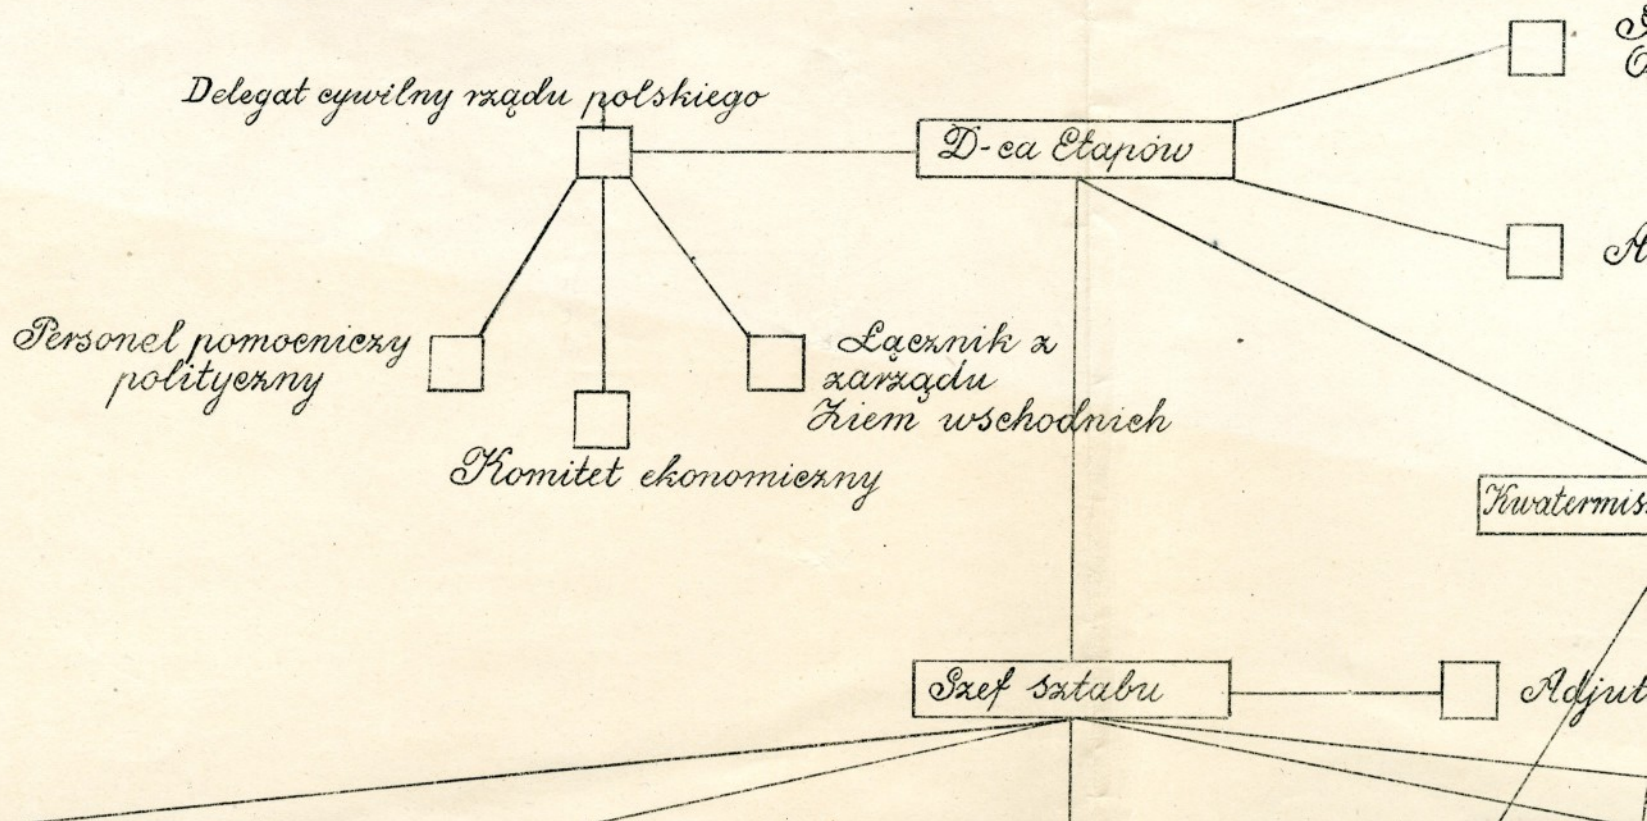 Delegat cywilny rządu polskiego
D-ca Etapów
Personel pomocniczy
polityczny
Łącznik z
zarządu
Ziem wschodnich
Komitet ekonomiczny
Szef sztabu